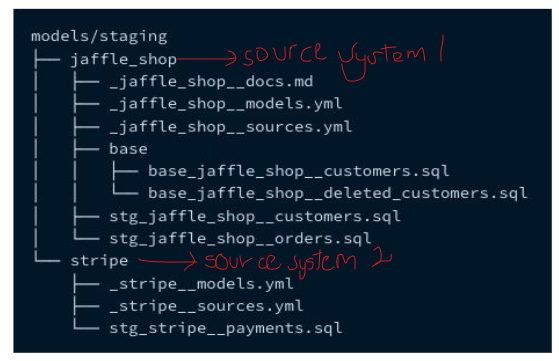 models/staging
├── jaffle_shop → source system 1
│   ├── _jaffle_shop__docs.md
│   ├── _jaffle_shop__models.yml
│   ├── _jaffle_shop__sources.yml
│   ├── base
│   │   ├── base_jaffle_shop__customers.sql
│   │   └── base_jaffle_shop__deleted_customers.sql
│   ├── stg_jaffle_shop__customers.sql
│   └── stg_jaffle_shop__orders.sql
└── stripe → source system 2
    ├── _stripe__models.yml
    ├── _stripe__sources.yml
    └── stg_stripe__payments.sql